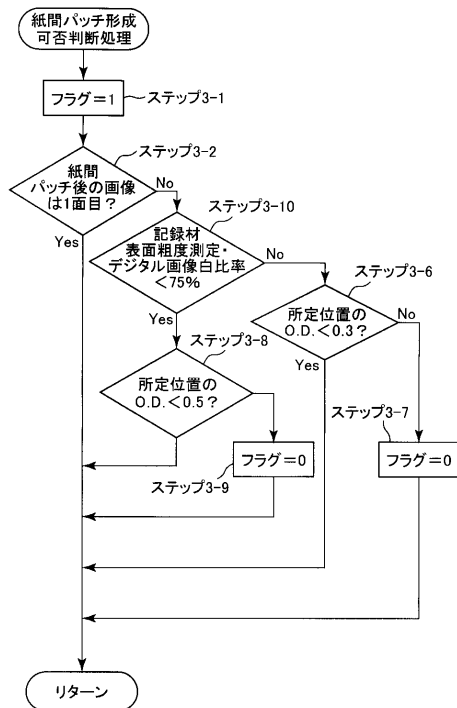 紙間パッチ形成
可否判断処理
フラグ=1
ステップ3-1
ステップ3-2
紙間
パッチ後の画像
は1面目?
No
Yes
ステップ3-10
記録材
表面粗度測定・
デジタル画像白比率
<75%
No
Yes
ステップ3-6
所定位置の
O.D.<0.3?
No
Yes
ステップ3-8
所定位置の
O.D.<0.5?
ステップ3-7
フラグ=0
フラグ=0
ステップ3-9
リターン